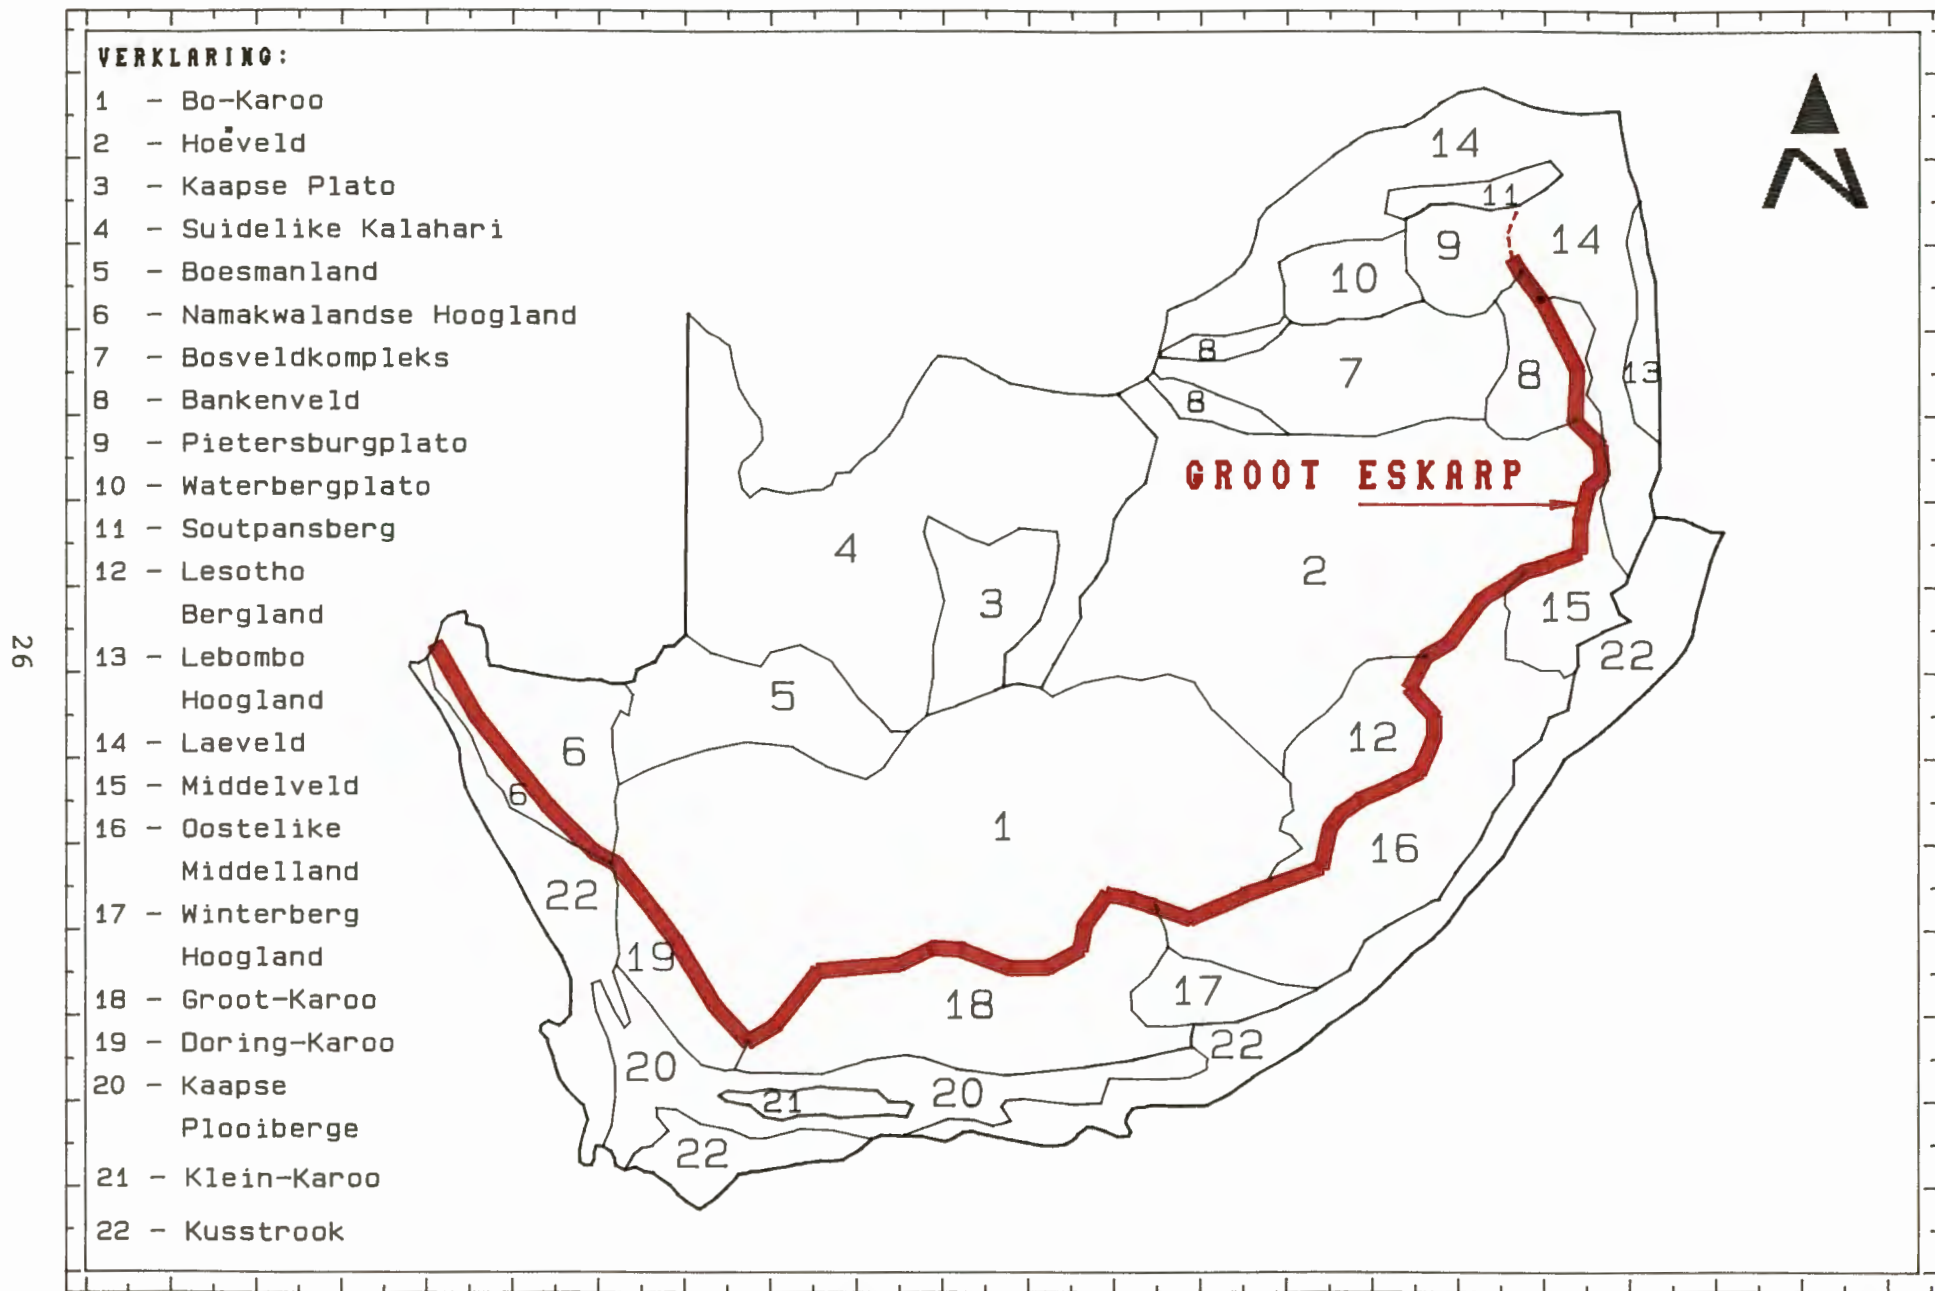 VERKLARING:
1 - Bo-Karoo
2 - Hoëveld
3 - Kaapse Plato
4 - Suidelike Kalahari
5 - Boesmanland
6 - Namakwalandse Hoogland
7 - Bosveldkompleks
8 - Bankenveld
9 - Pietersburgplato
10 - Waterbergplato
11 - Soutpansberg
12 - Lesotho
Bergland
13 - Lebombo
Hoogland
14 - Laeveld
15 - Middelveld
16 - Oostelike
Middelland
17 - Winterberg
Hoogland
18 - Groot-Karoo
19 - Doring-Karoo
20 - Kaapse
Plooiberge
21 - Klein-Karoo
22 - Kusstrook
26
N
14
11
9
14
10
8
7
8
13
8
GROOT ESKARP
4
2
3
15
22
5
12
6
6
1
16
22
19
17
18
22
20
20
21
22